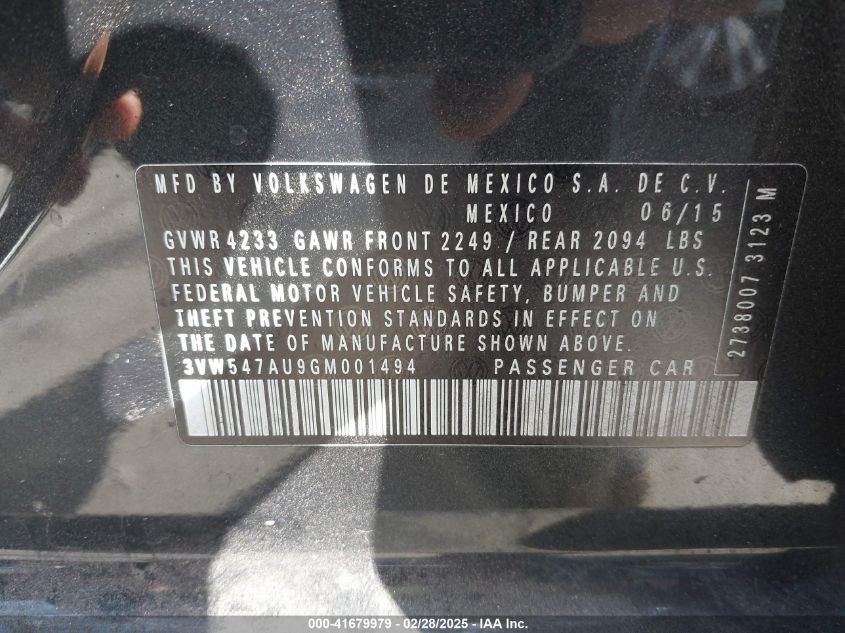 MFD BY VOLKSWAGEN DE MEXICO S.A. DE C.V.
MEXICO 06/15
GVWR 4233 GAWR FRONT 2249 / REAR 2094 LBS
THIS VEHICLE CONFORMS TO ALL APPLICABLE U.S.
FEDERAL MOTOR VEHICLE SAFETY, BUMPER AND
THEFT PREVENTION STANDARDS IN EFFECT ON
THE DATE OF MANUFACTURE SHOWN ABOVE.
3VW547AU9GM001494 PASSENGER CAR
2738007 3123 M
000-41679979 - 02/28/2025 - IAA Inc.